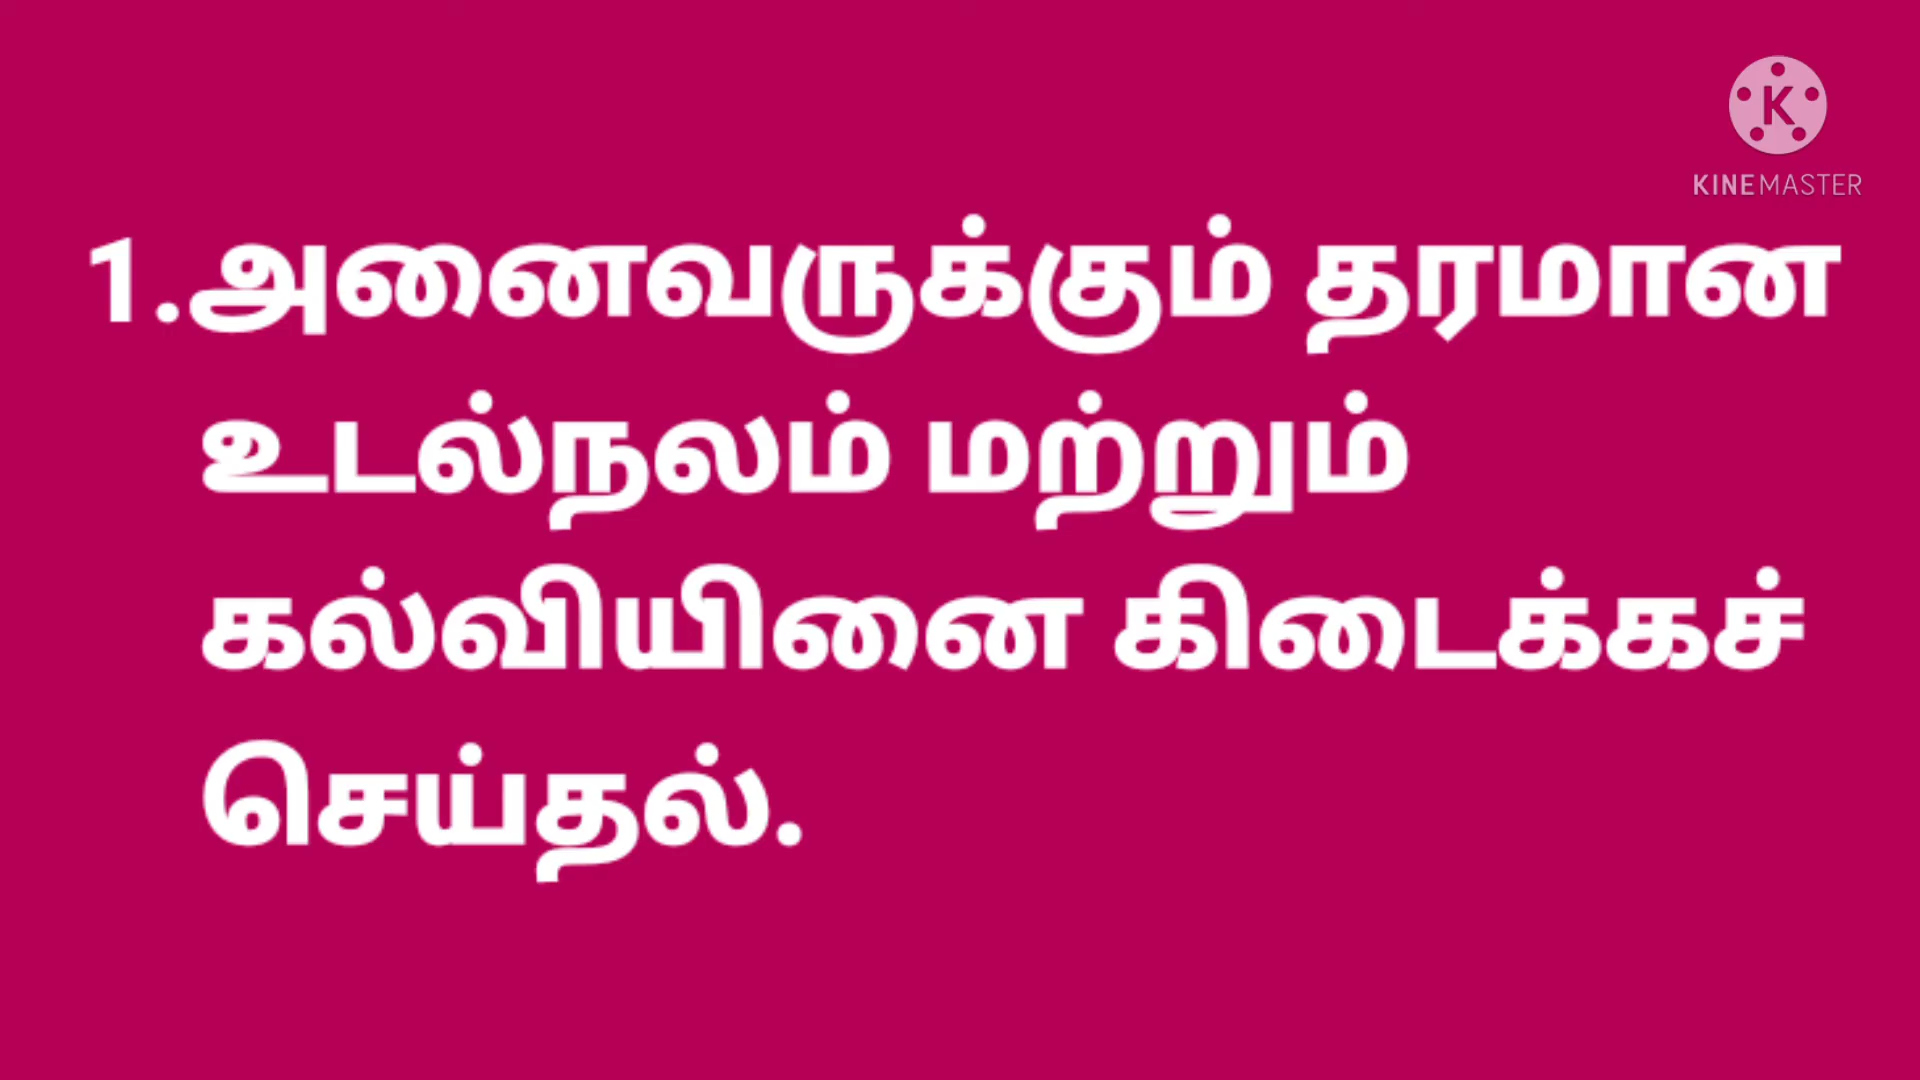 KINEMASTER
1.அனைவருக்கும் தரமான
உடல்நலம் மற்றும்
கல்வியினை கிடைக்கச்
செய்தல்.